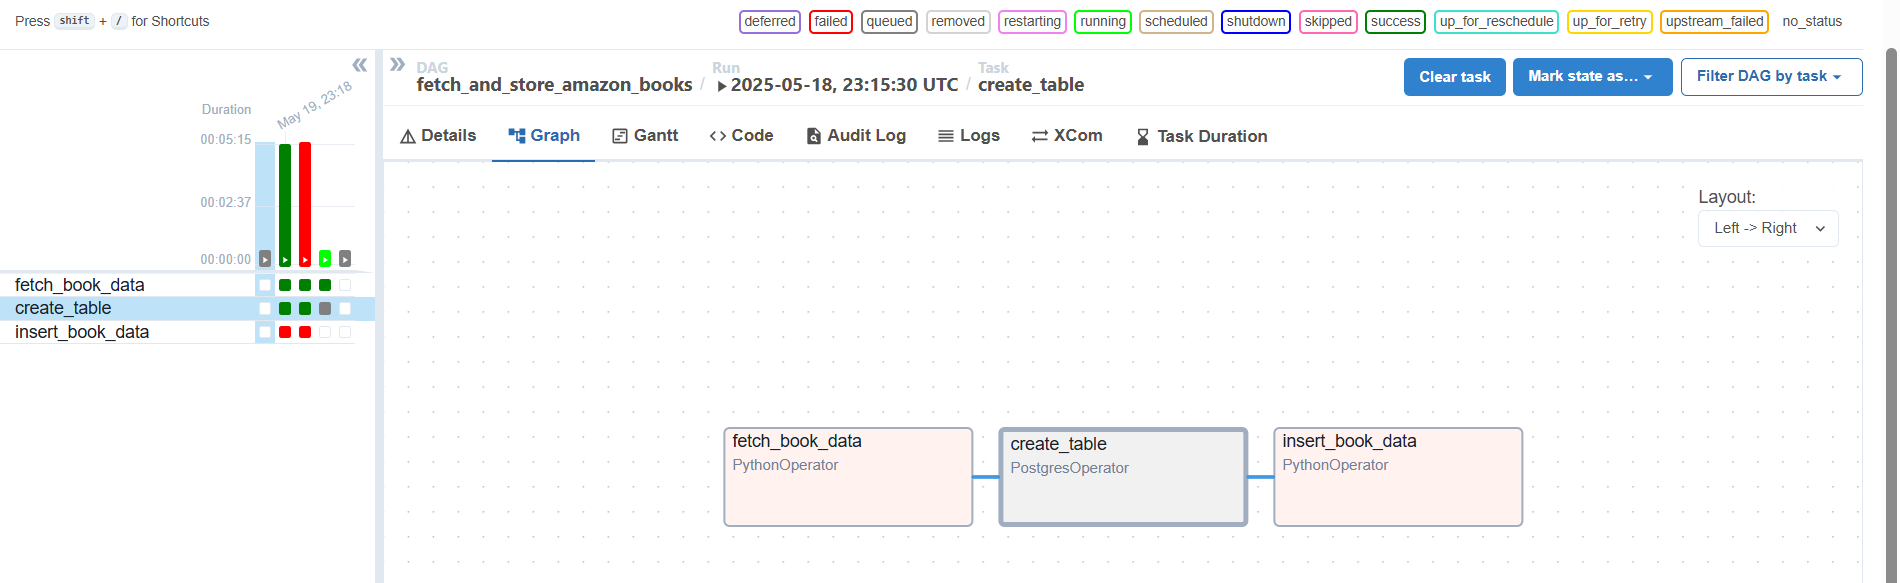 Press shift + / for Shortcuts
deferred failed queued removed restarting running scheduled shutdown skipped success up_for_reschedule up_for_retry upstream_failed no_status
DAG
fetch_and_store_amazon_books
/
Run
2025-05-18, 23:15:30 UTC
/
Task
create_table
Clear task
Mark state as…
Filter DAG by task
Details
Graph
Gantt
Code
Audit Log
Logs
XCom
Task Duration
Duration
May 19, 23:18
00:05:15
00:02:37
00:00:00
fetch_book_data
create_table
insert_book_data
Layout:
Left -> Right
fetch_book_data
PythonOperator
create_table
PostgresOperator
insert_book_data
PythonOperator